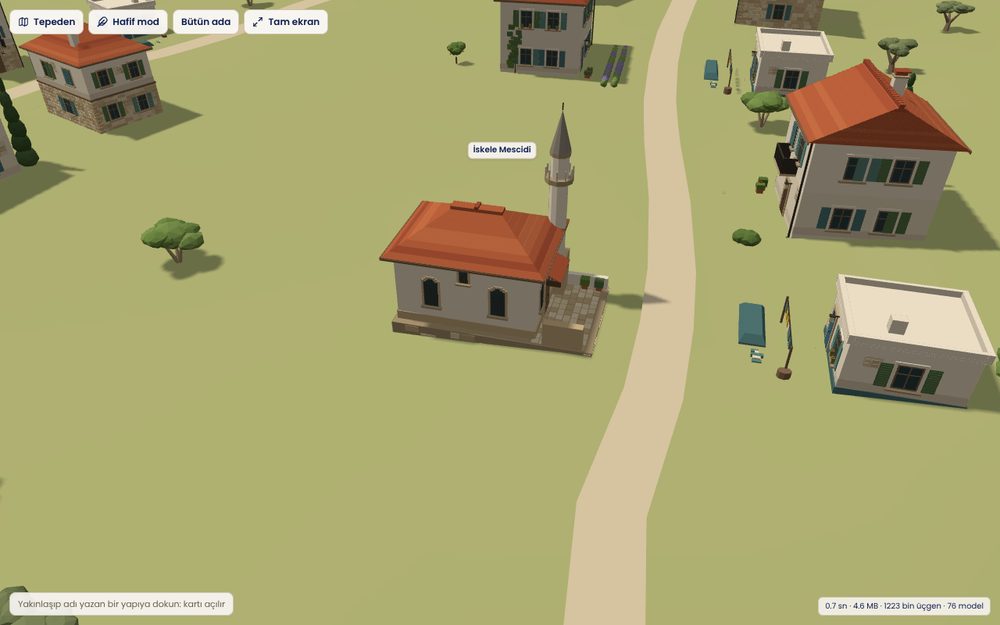 Tepeden
Hafif mod
Bütün ada
Tam ekran
İskele Mescidi
Yakınlaşıp adı yazan bir yapıya dokun: kartı açılır
0.7 sn · 4.6 MB · 1223 bin üçgen · 76 model